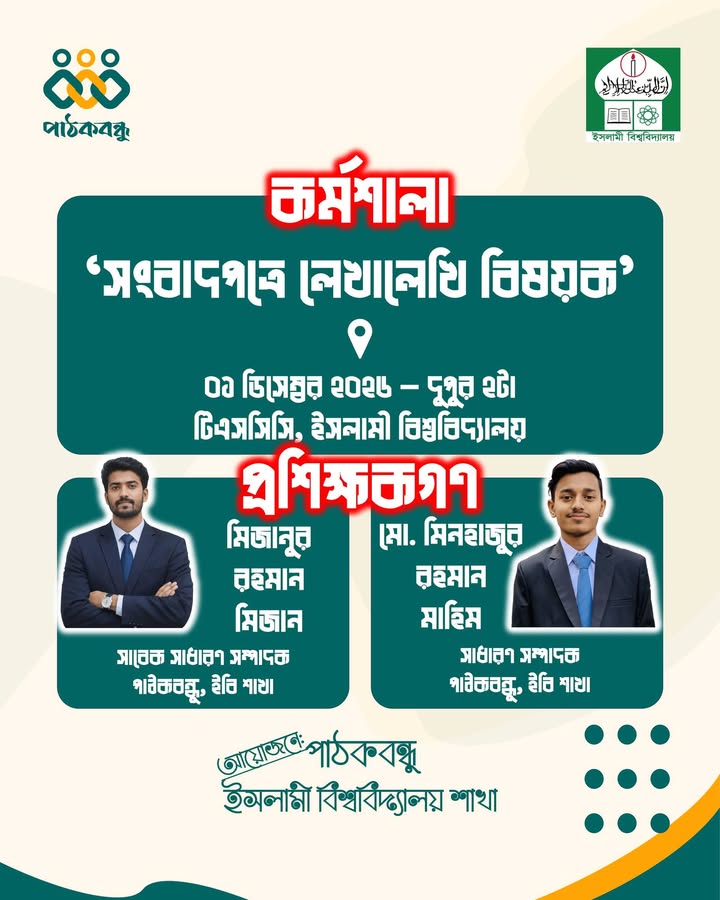 পাঠকবন্ধু
ইসলামী বিশ্ববিদ্যালয়
কর্মশালা
‘সংবাদপত্রে লেখালেখি বিষয়ক’
০১ ডিসেম্বর ২০২৬ – দুপুর ২টা
টিএসসিসি, ইসলামী বিশ্ববিদ্যালয়
প্রশিক্ষকগণ
মিজানুর
রহমান
মিজান
সাবেক সাধারণ সম্পাদক
পাঠকবন্ধু, ইবি শাখা
মো. মিনহাজুর
রহমান
মাহিম
সাধারণ সম্পাদক
পাঠকবন্ধু, ইবি শাখা
আয়োজনে: পাঠকবন্ধু
ইসলামী বিশ্ববিদ্যালয় শাখা